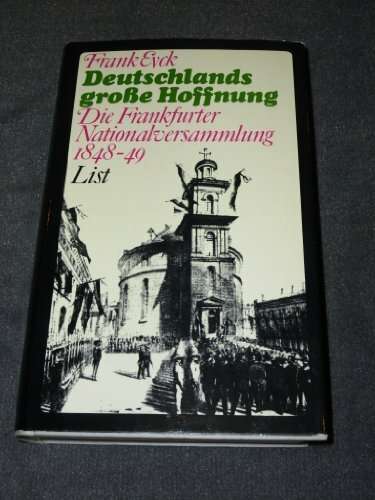 Frank Eyck
Deutschlands
große Hoffnung
Die Frankfurter
Nationalversammlung
1848-49
List